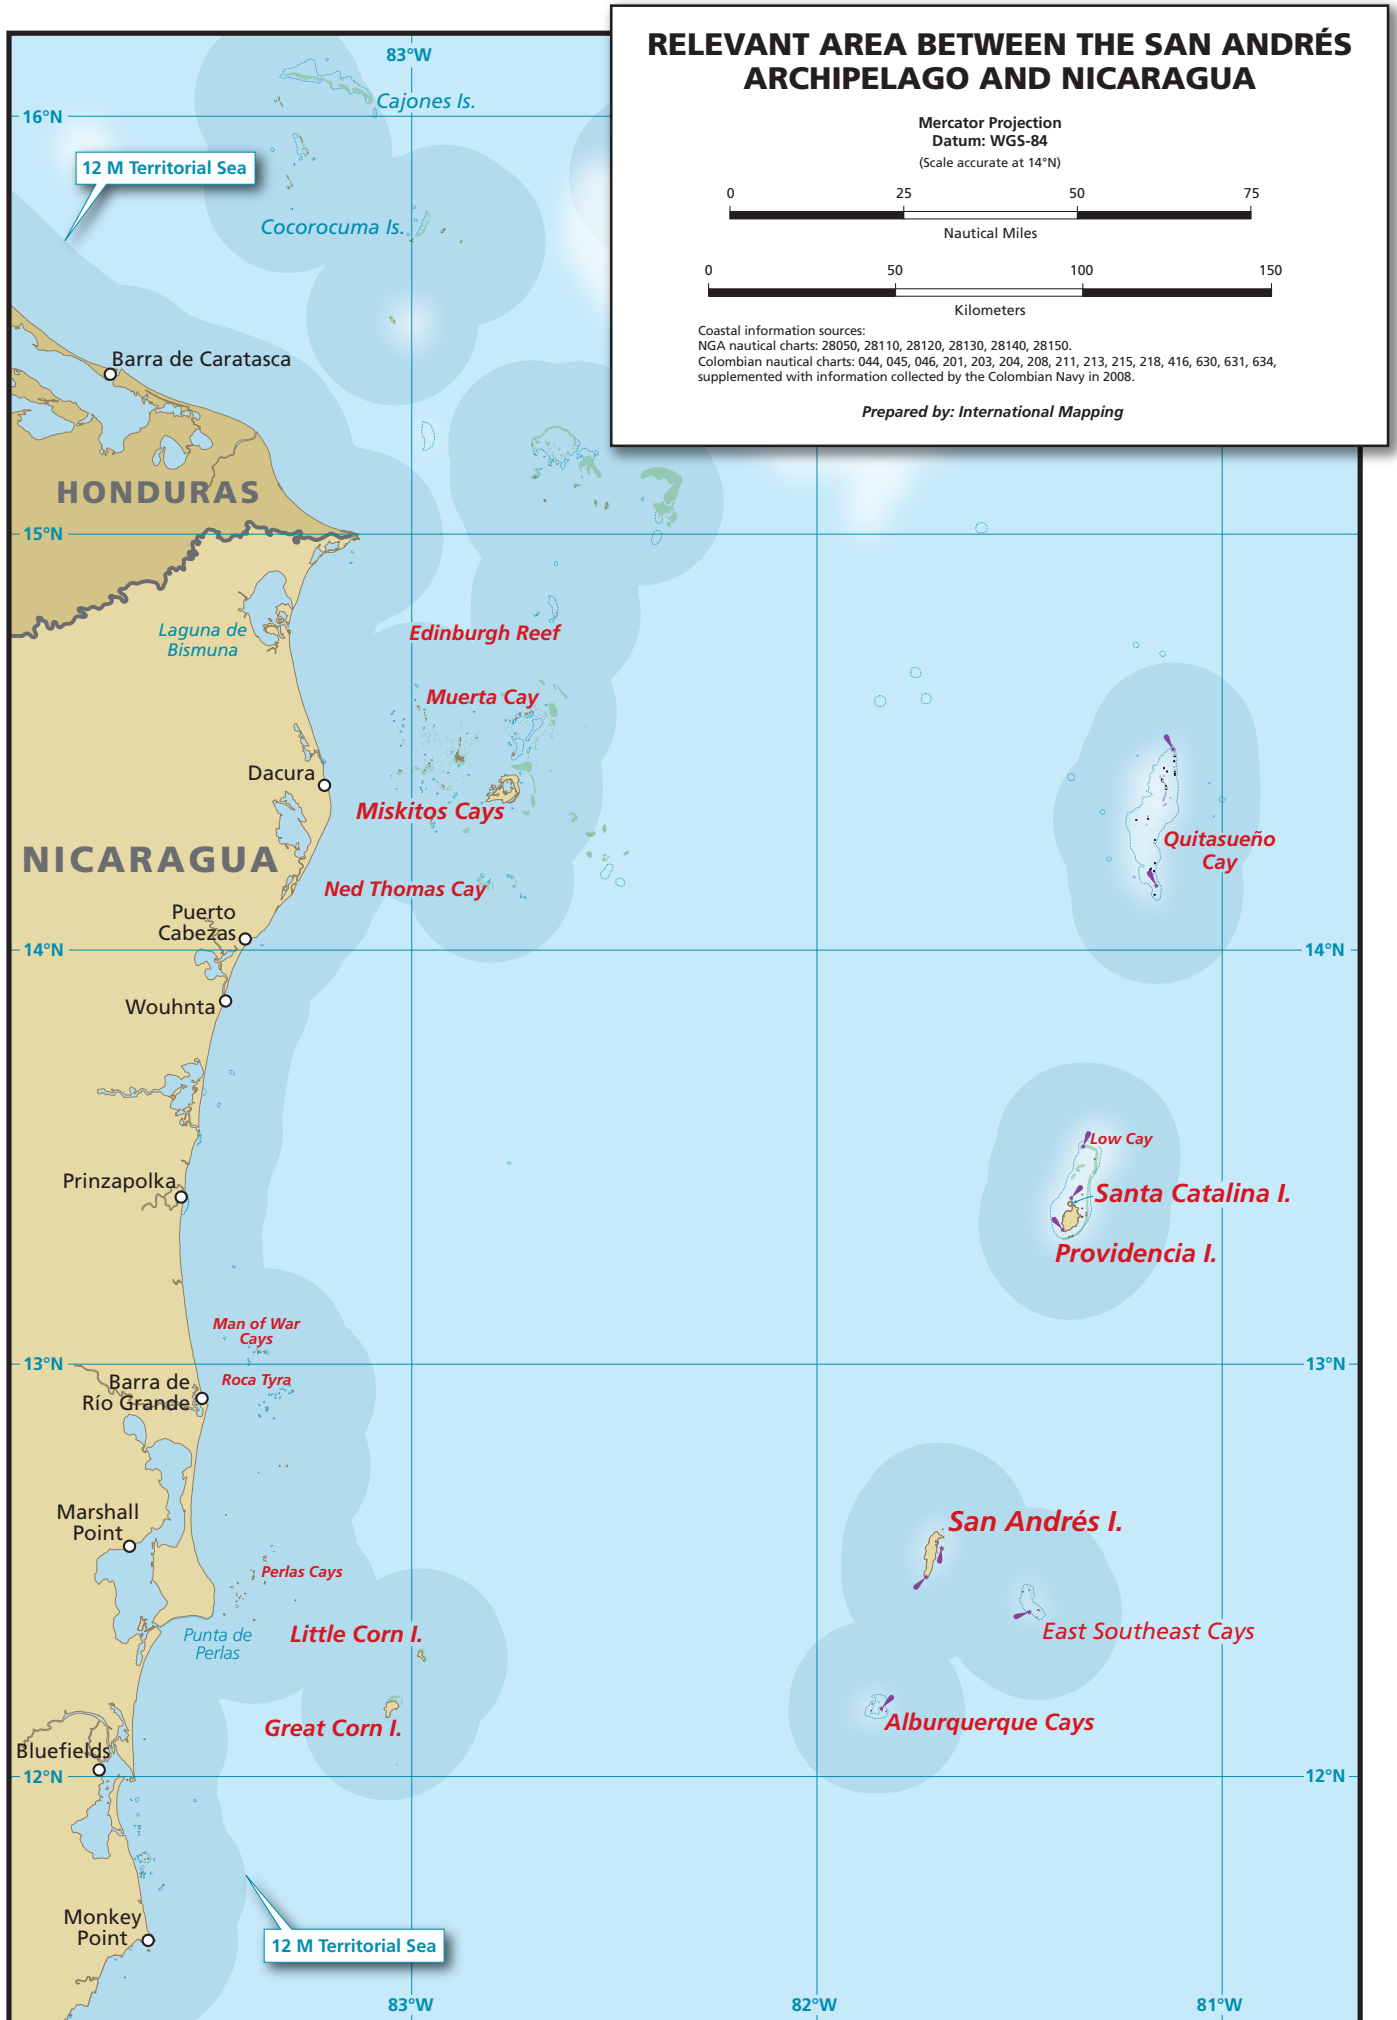 RELEVANT AREA BETWEEN THE SAN ANDRÉS
ARCHIPELAGO AND NICARAGUA
Mercator Projection
Datum: WGS-84
(Scale accurate at 14°N)
0 25 50 75
Nautical Miles
0 50 100 150
Kilometers
Coastal information sources:
NGA nautical charts: 28050, 28110, 28120, 28130, 28140, 28150.
Colombian nautical charts: 044, 045, 046, 201, 203, 204, 208, 211, 213, 215, 218, 416, 630, 631, 634,
supplemented with information collected by the Colombian Navy in 2008.
Prepared by: International Mapping
83°W
Cajones Is.
16°N
12 M Territorial Sea
Cocorocuma Is.
Barra de Caratasca
HONDURAS
15°N
Laguna de
Bismuna
Edinburgh Reef
Muerta Cay
Dacura
Miskitos Cays
Quitasueño
Cay
NICARAGUA
Ned Thomas Cay
Puerto
Cabezas
14°N
14°N
Wouhnta
Low Cay
Prinzapolka
Santa Catalina I.
Providencia I.
Man of War
Cays
13°N
13°N
Roca Tyra
Barra de
Río Grande
Marshall
Point
San Andrés I.
Perlas Cays
Punta de
Perlas
Little Corn I.
East Southeast Cays
Great Corn I.
Alburquerque Cays
Bluefields
12°N
12°N
Monkey
Point
12 M Territorial Sea
83°W
82°W
81°W